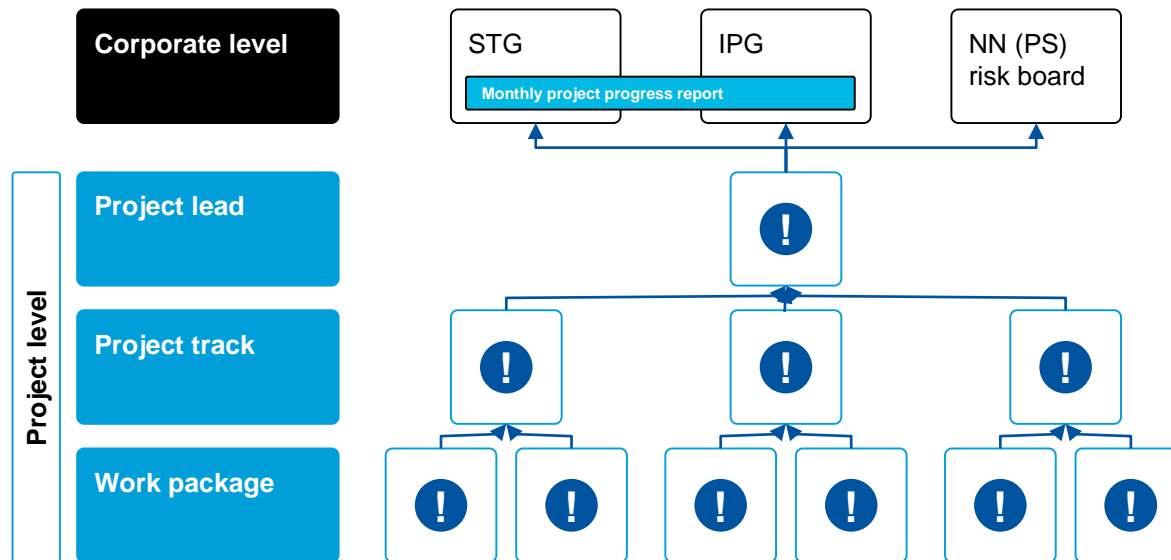 Corporate level
STG
IPG
NN (PS)
risk board
Monthly project progress report
Project level
Project lead
!
Project track
! ! !
Work package
! ! ! ! ! !